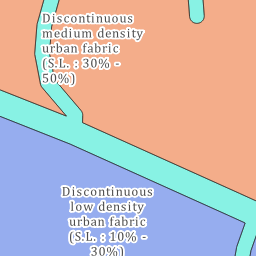 Discontinuous
medium density
urban fabric
(S.L. : 30% -
50%)
Discontinuous
low density
urban fabric
(S.L. : 10% -
30%)